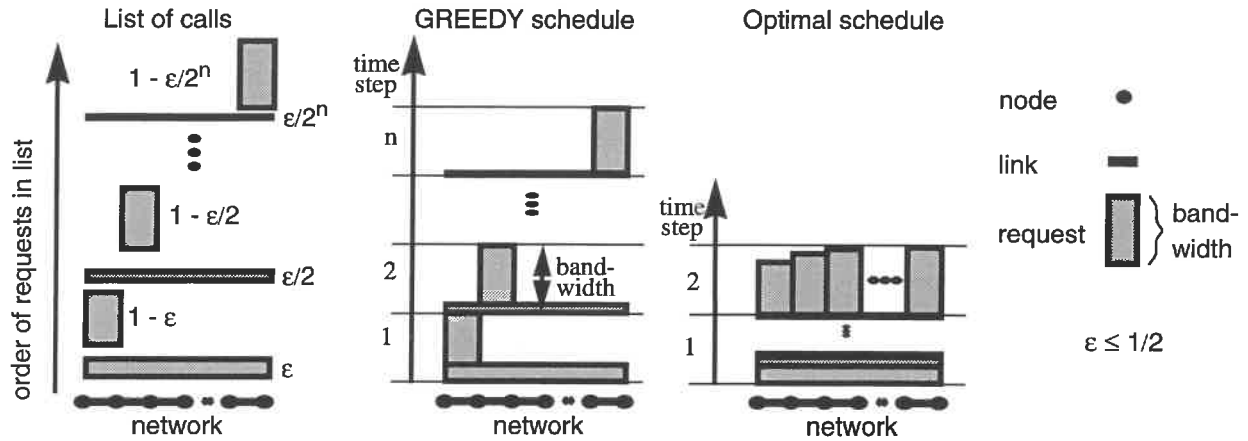 List of calls
order of requests in list
1 - ε/2ⁿ
ε/2ⁿ
1 - ε/2
ε/2
1 - ε
ε
network
GREEDY schedule
time
step
n
2
band-
width
1
network
Optimal schedule
time
step
2
1
network
node
link
request
band-
width
ε ≤ 1/2